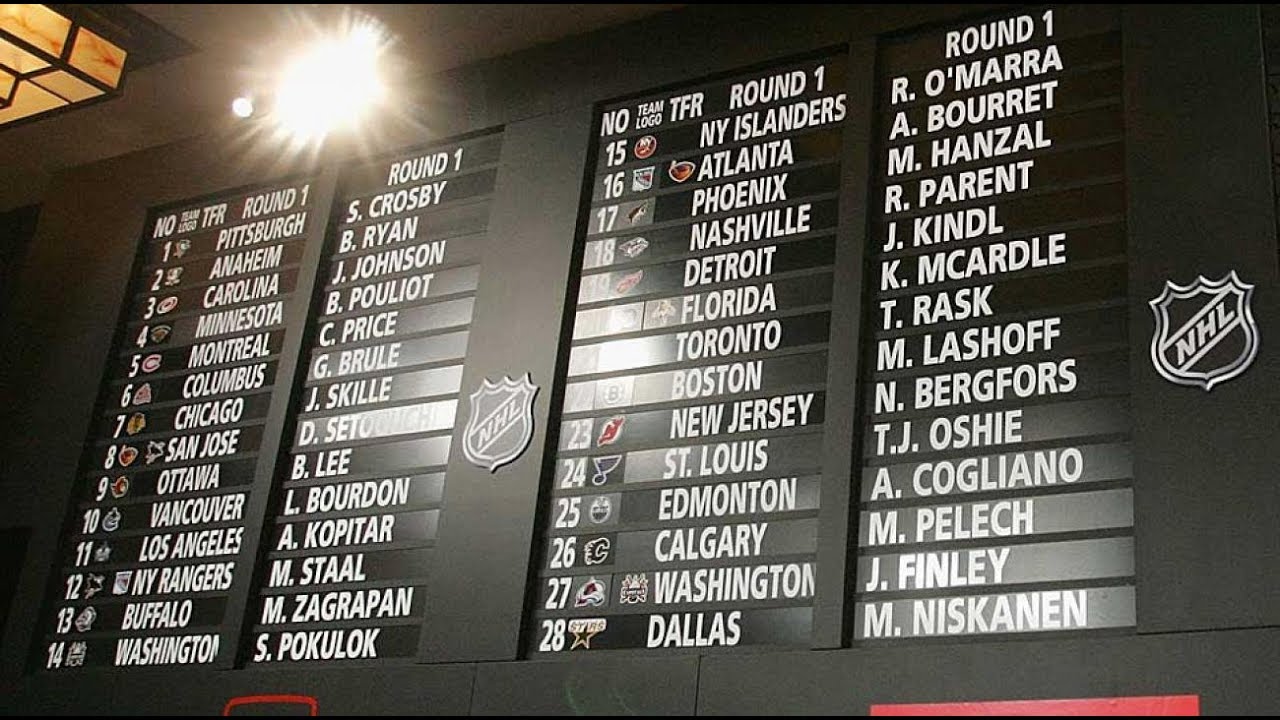 NO TEAM LOGO TFR ROUND 1 ROUND 1
1 PITTSBURGH S. CROSBY
2 ANAHEIM B. RYAN
3 CAROLINA J. JOHNSON
4 MINNESOTA B. POULIOT
5 MONTREAL C. PRICE
6 COLUMBUS G. BRULE
7 CHICAGO J. SKILLE
8 SAN JOSE D. SETOGUCHI
9 OTTAWA B. LEE
10 VANCOUVER L. BOURDON
11 LOS ANGELES A. KOPITAR
12 NY RANGERS M. STAAL
13 BUFFALO M. ZAGRAPAN
14 WASHINGTON S. POKULOK
NHL
NO TEAM LOGO TFR ROUND 1 ROUND 1
15 NY ISLANDERS R. O'MARRA
16 ATLANTA A. BOURRET
17 PHOENIX M. HANZAL
18 NASHVILLE R. PARENT
19 DETROIT J. KINDL
FLORIDA K. MCARDLE
TORONTO T. RASK
BOSTON M. LASHOFF
23 NEW JERSEY N. BERGFORS
24 ST. LOUIS T.J. OSHIE
25 EDMONTON A. COGLIANO
26 CALGARY M. PELECH
27 WASHINGTON J. FINLEY
28 STARS DALLAS M. NISKANEN
NHL